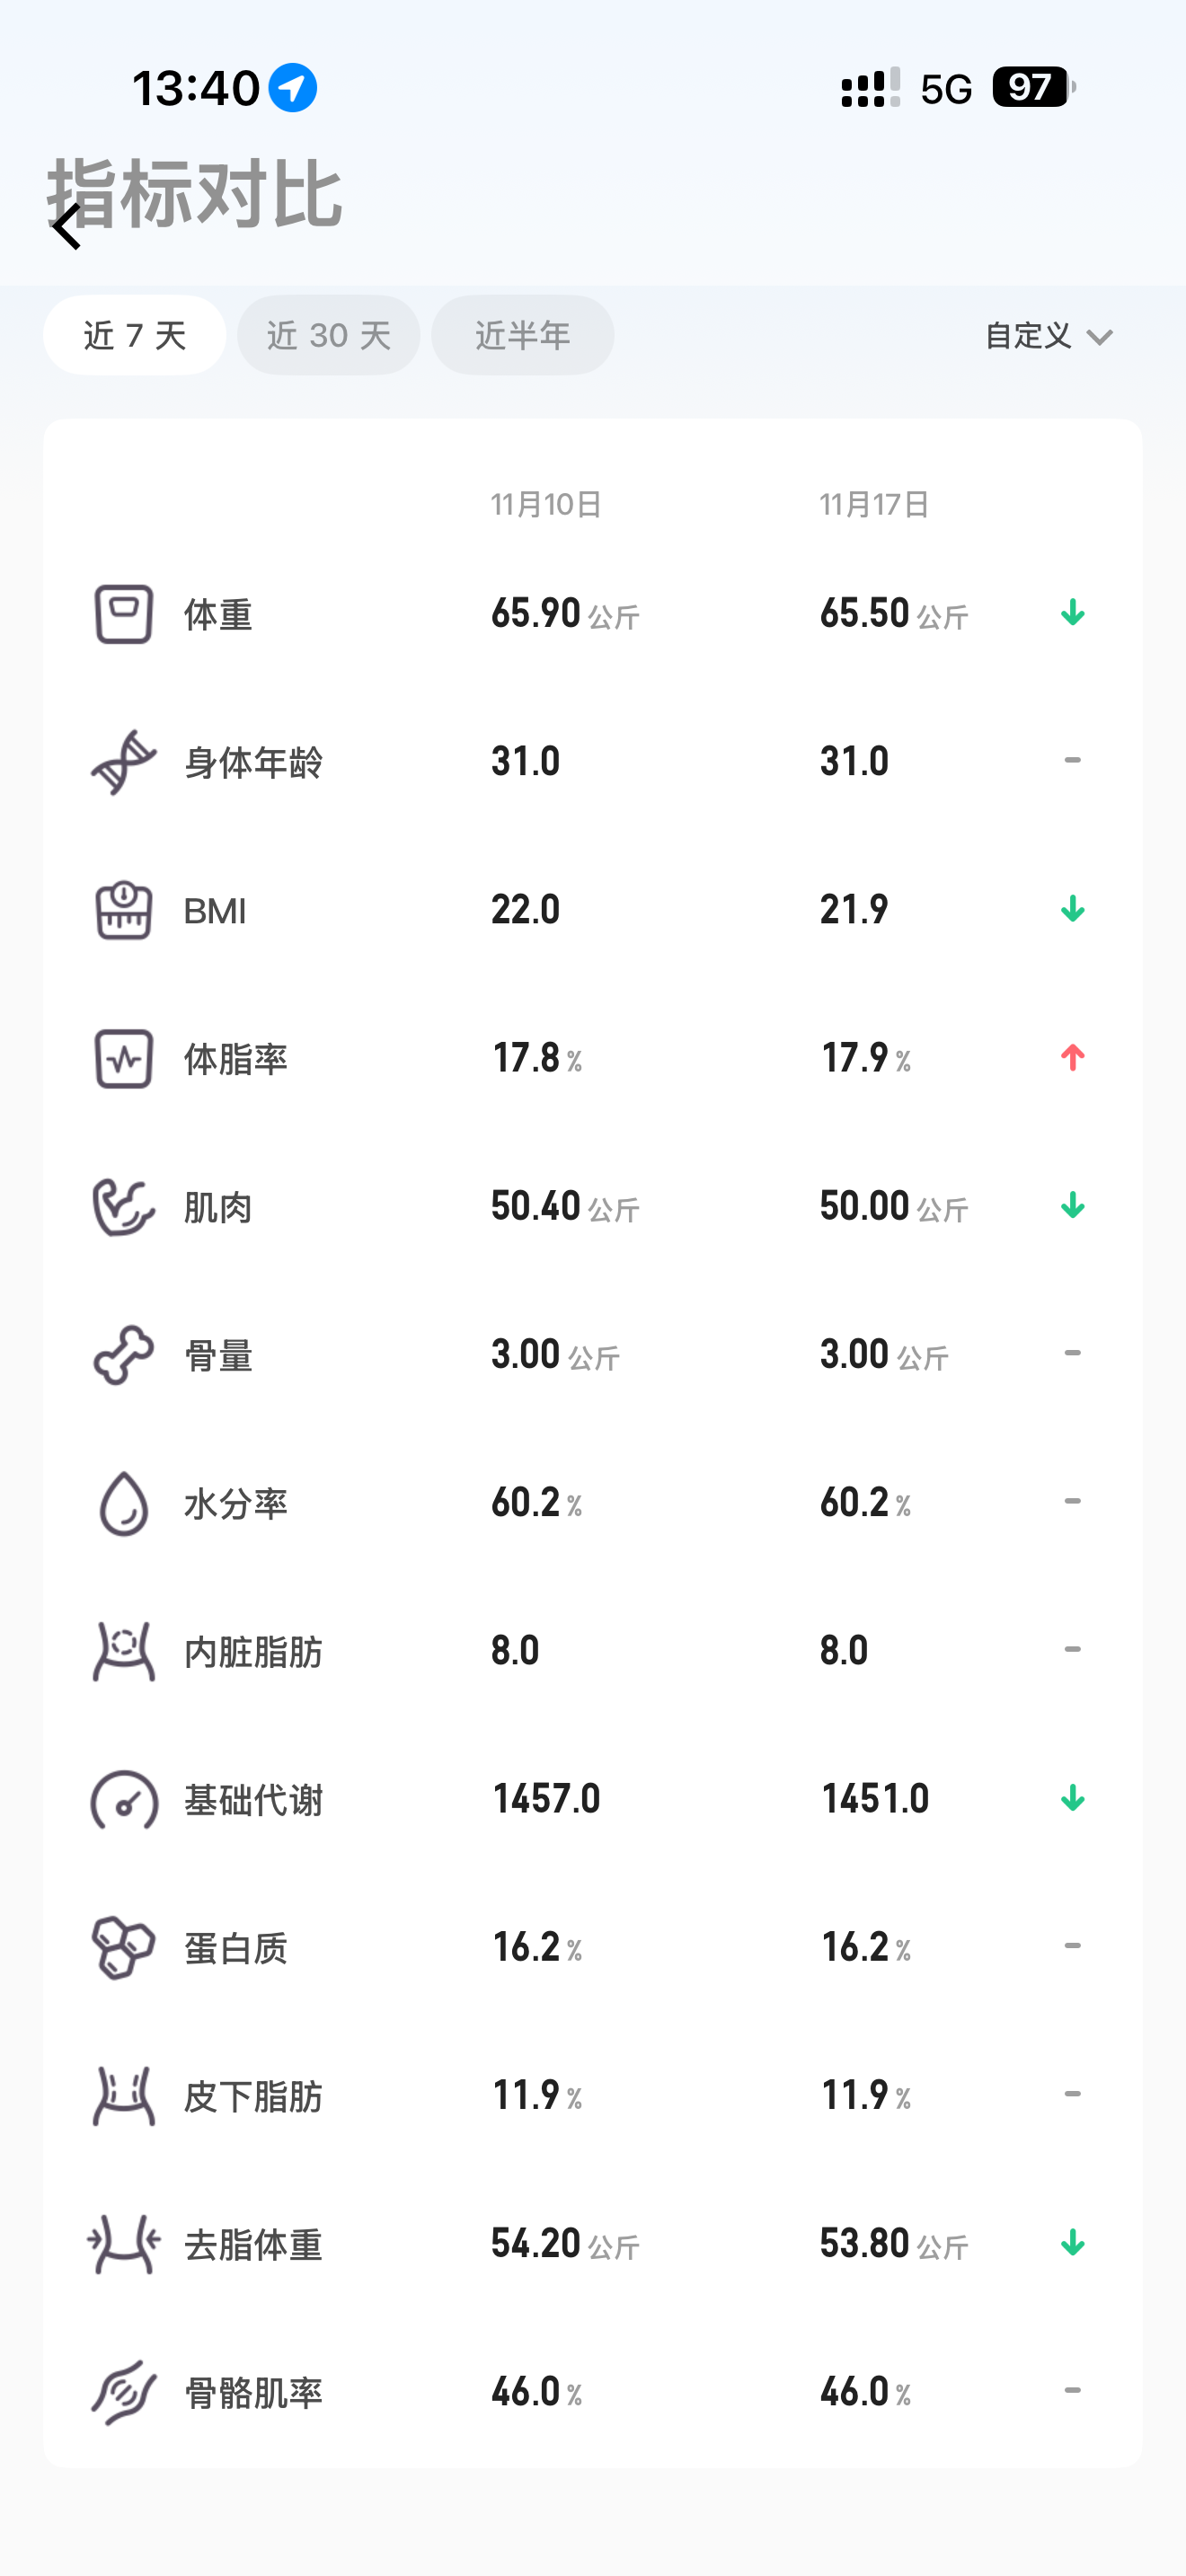 13:40 5G 97
指标对比
近 7 天 近 30 天 近半年 自定义
11月10日 11月17日
体重 65.90 公斤 65.50 公斤
身体年龄 31.0 31.0 -
BMI 22.0 21.9
体脂率 17.8 % 17.9 %
肌肉 50.40 公斤 50.00 公斤
骨量 3.00 公斤 3.00 公斤 -
水分率 60.2 % 60.2 % -
内脏脂肪 8.0 8.0 -
基础代谢 1457.0 1451.0
蛋白质 16.2 % 16.2 % -
皮下脂肪 11.9 % 11.9 % -
去脂体重 54.20 公斤 53.80 公斤
骨骼肌率 46.0 % 46.0 % -